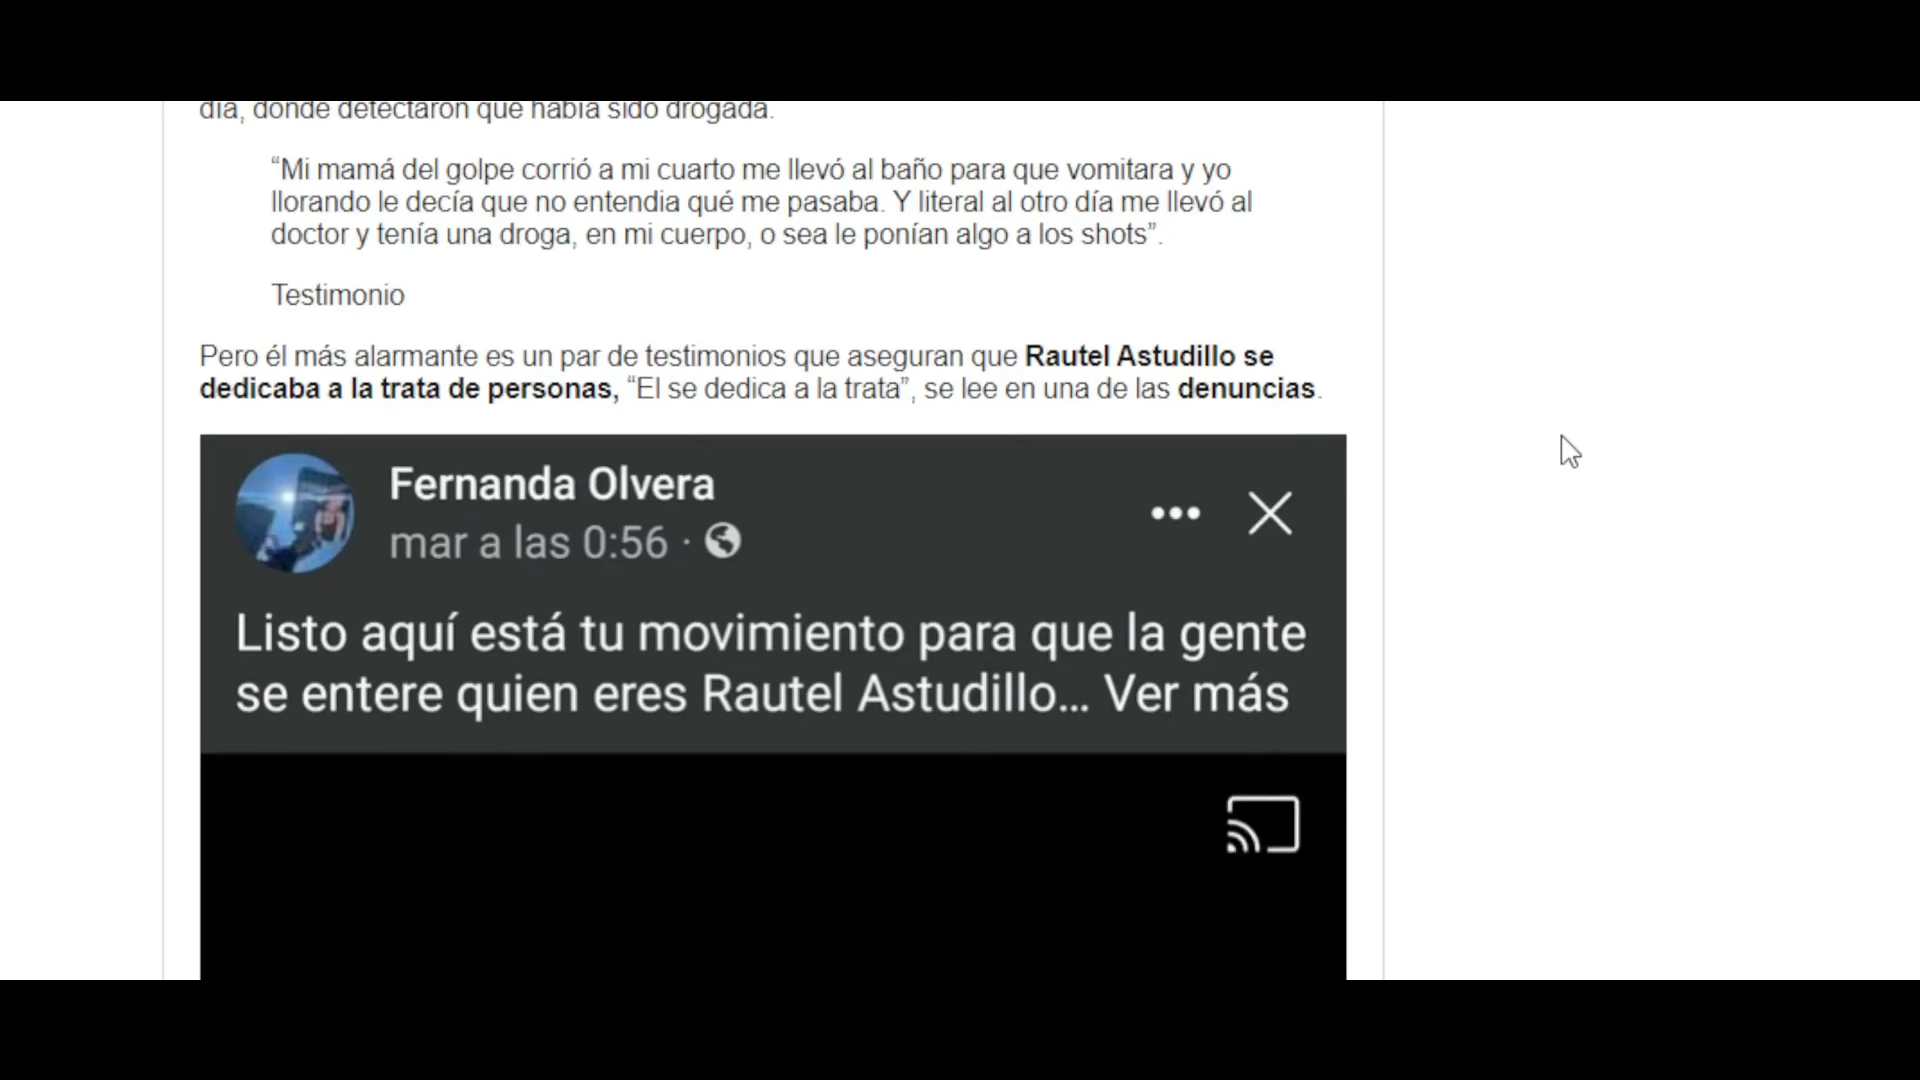 día, donde detectaron que había sido drogada.
“Mi mamá del golpe corrió a mi cuarto me llevó al baño para que vomitara y yo
llorando le decía que no entendia qué me pasaba. Y literal al otro día me llevó al
doctor y tenía una droga, en mi cuerpo, o sea le ponían algo a los shots”.
Testimonio
Pero él más alarmante es un par de testimonios que aseguran que Rautel Astudillo se
dedicaba a la trata de personas, “El se dedica a la trata”, se lee en una de las denuncias.
Fernanda Olvera
mar a las 0:56 ·
Listo aquí está tu movimiento para que la gente
se entere quien eres Rautel Astudillo... Ver más